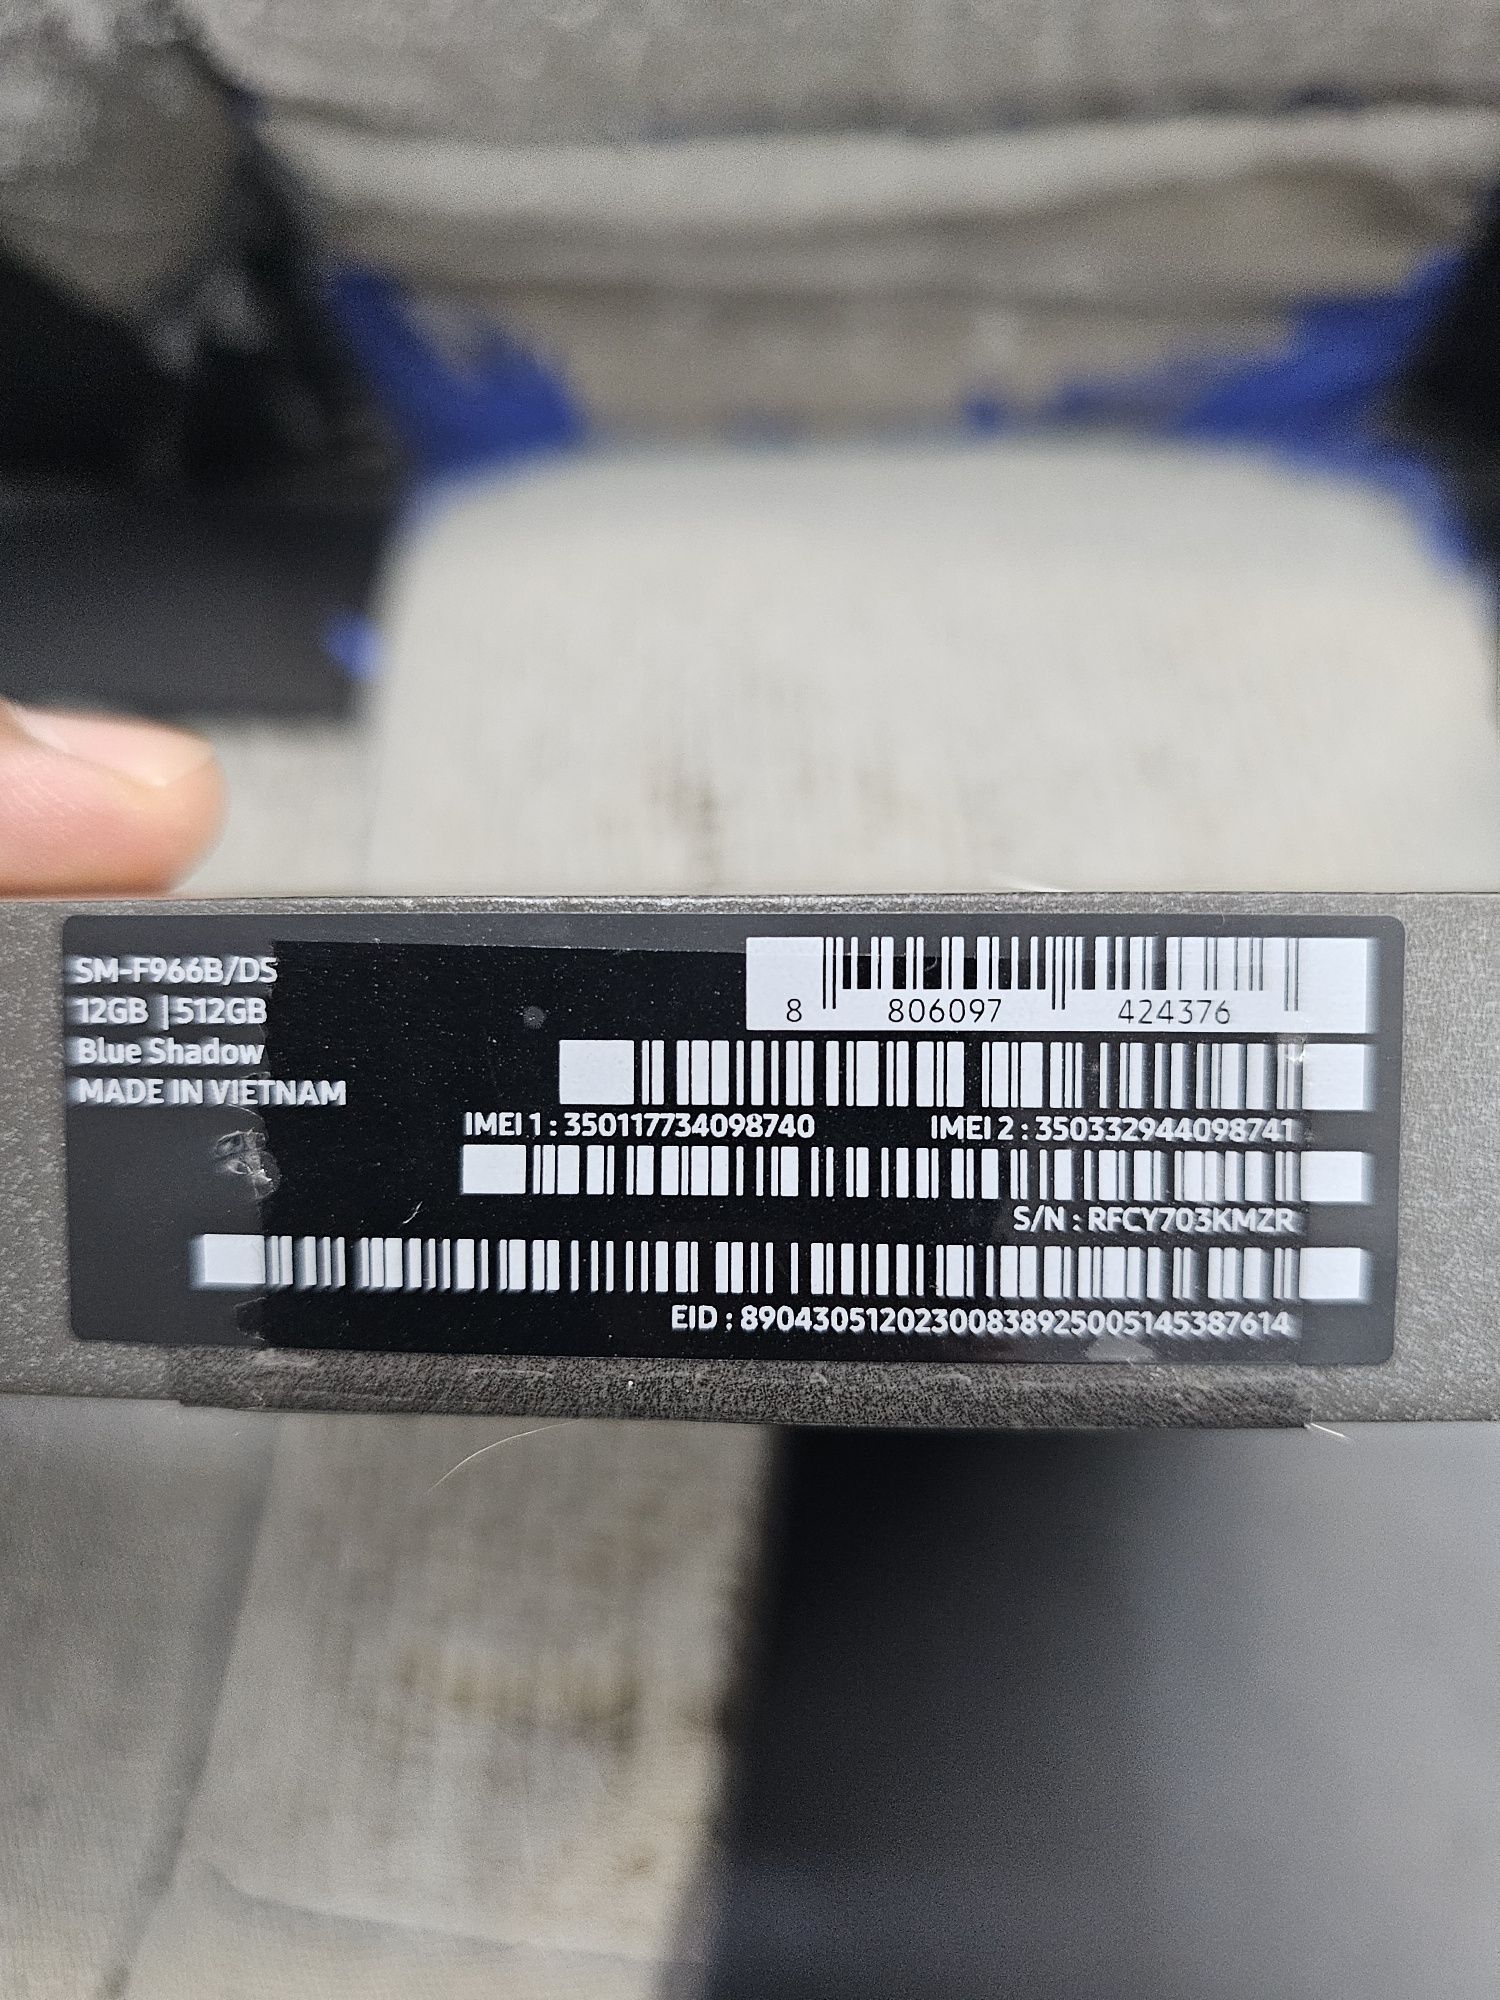 SM-F966B/DS
12GB | 512GB
Blue Shadow
MADE IN VIETNAM
8 806097 424376
IMEI 1 : 350117734098740 IMEI 2 : 350332944098741
S/N : RFCY703KMZR
EID : 89043051202300838925005145387614